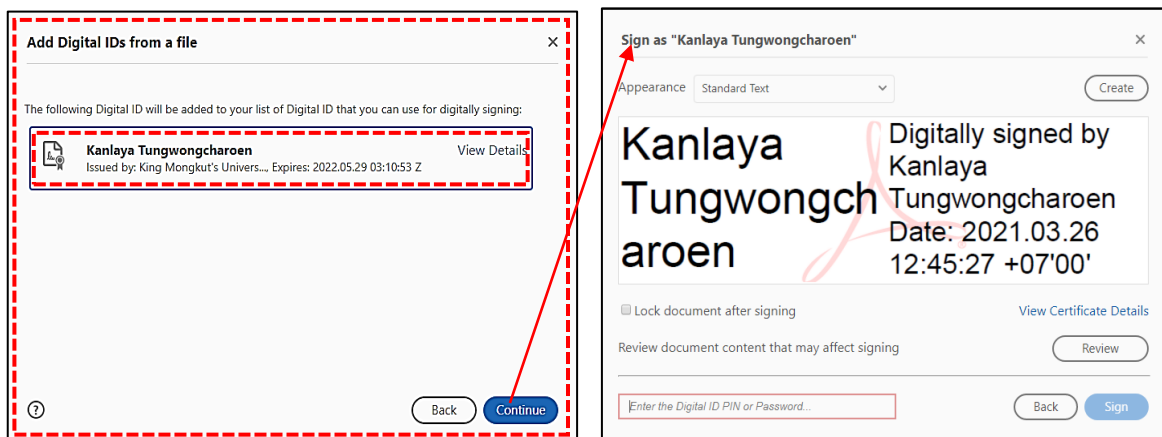 Add Digital IDs from a file
The following Digital ID will be added to your list of Digital ID that you can use for digitally signing:
Kanlaya Tungwongcharoen
View Details
Issued by: King Mongkut's Univers..., Expires: 2022.05.29 03:10:53 Z
Back
Continue
Sign as "Kanlaya Tungwongcharoen"
Appearance
Standard Text
Create
Kanlaya
Tungwongch
aroen
Digitally signed by
Kanlaya
Tungwongcharoen
Date: 2021.03.26
12:45:27 +07'00'
Lock document after signing
View Certificate Details
Review document content that may affect signing
Review
Enter the Digital ID PIN or Password...
Back
Sign